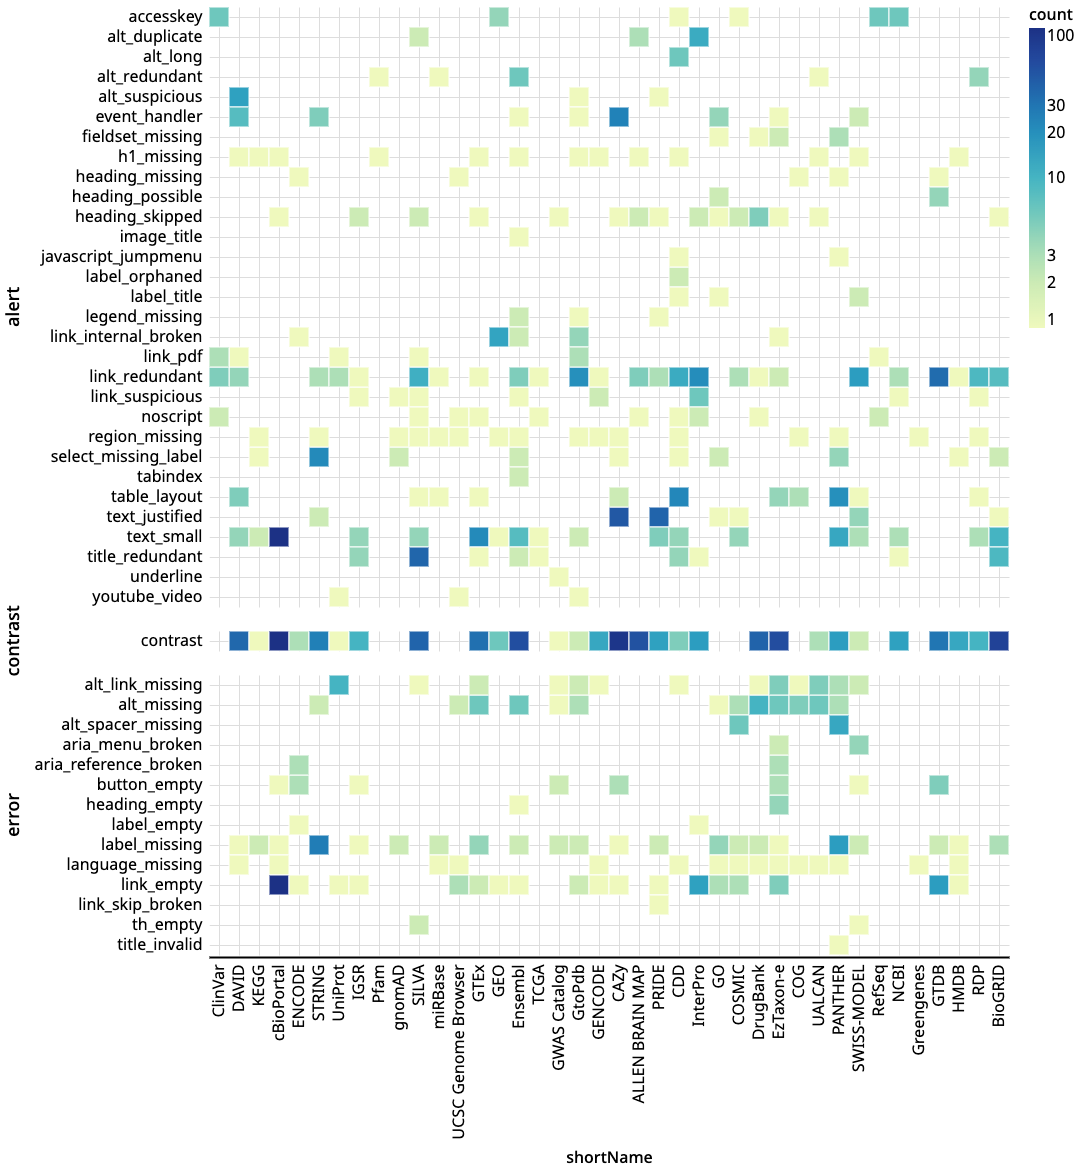 accesskey
alt_duplicate
alt_long
alt_redundant
alt_suspicious
event_handler
fieldset_missing
h1_missing
heading_missing
heading_possible
heading_skipped
image_title
javascript_jumpmenu
label_orphaned
label_title
legend_missing
link_internal_broken
link_pdf
link_redundant
link_suspicious
noscript
region_missing
select_missing_label
tabindex
table_layout
text_justified
text_small
title_redundant
underline
youtube_video
alert
contrast
contrast
alt_link_missing
alt_missing
alt_spacer_missing
aria_menu_broken
aria_reference_broken
button_empty
heading_empty
label_empty
label_missing
language_missing
link_empty
link_skip_broken
th_empty
title_invalid
error
ClinVar
DAVID
KEGG
cBioPortal
ENCODE
STRING
UniProt
IGSR
Pfam
gnomAD
SILVA
miRBase
UCSC Genome Browser
GTEx
GEO
Ensembl
TCGA
GWAS Catalog
GtoPdb
GENCODE
CAZy
ALLEN BRAIN MAP
PRIDE
CDD
InterPro
GO
COSMIC
DrugBank
EzTaxon-e
COG
UALCAN
PANTHER
SWISS-MODEL
RefSeq
NCBI
Greengenes
GTDB
HMDB
RDP
BioGRID
shortName
count
100
30
20
10
3
2
1